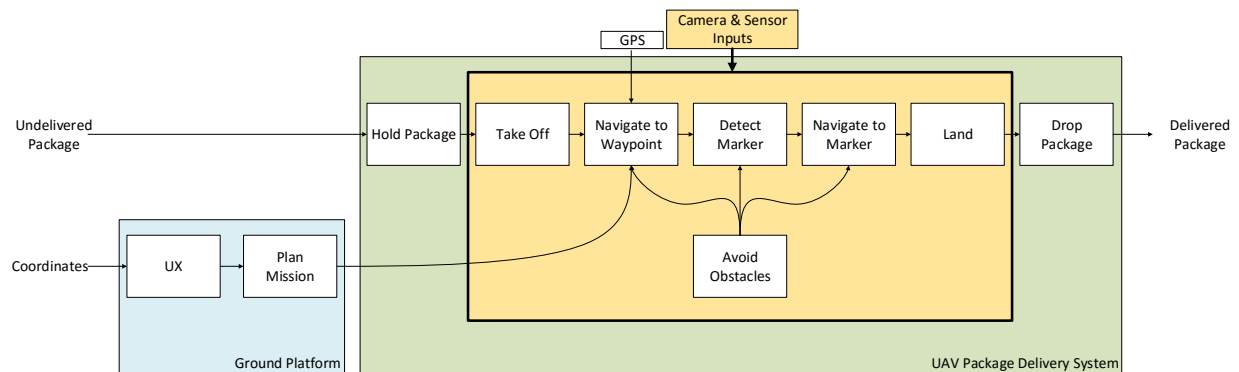 Camera & Sensor
Inputs
GPS
Undelivered
Package
Hold Package
Take Off
Navigate to
Waypoint
Detect
Marker
Navigate to
Marker
Land
Drop
Package
Delivered
Package
Coordinates
UX
Plan
Mission
Avoid
Obstacles
Ground Platform
UAV Package Delivery System